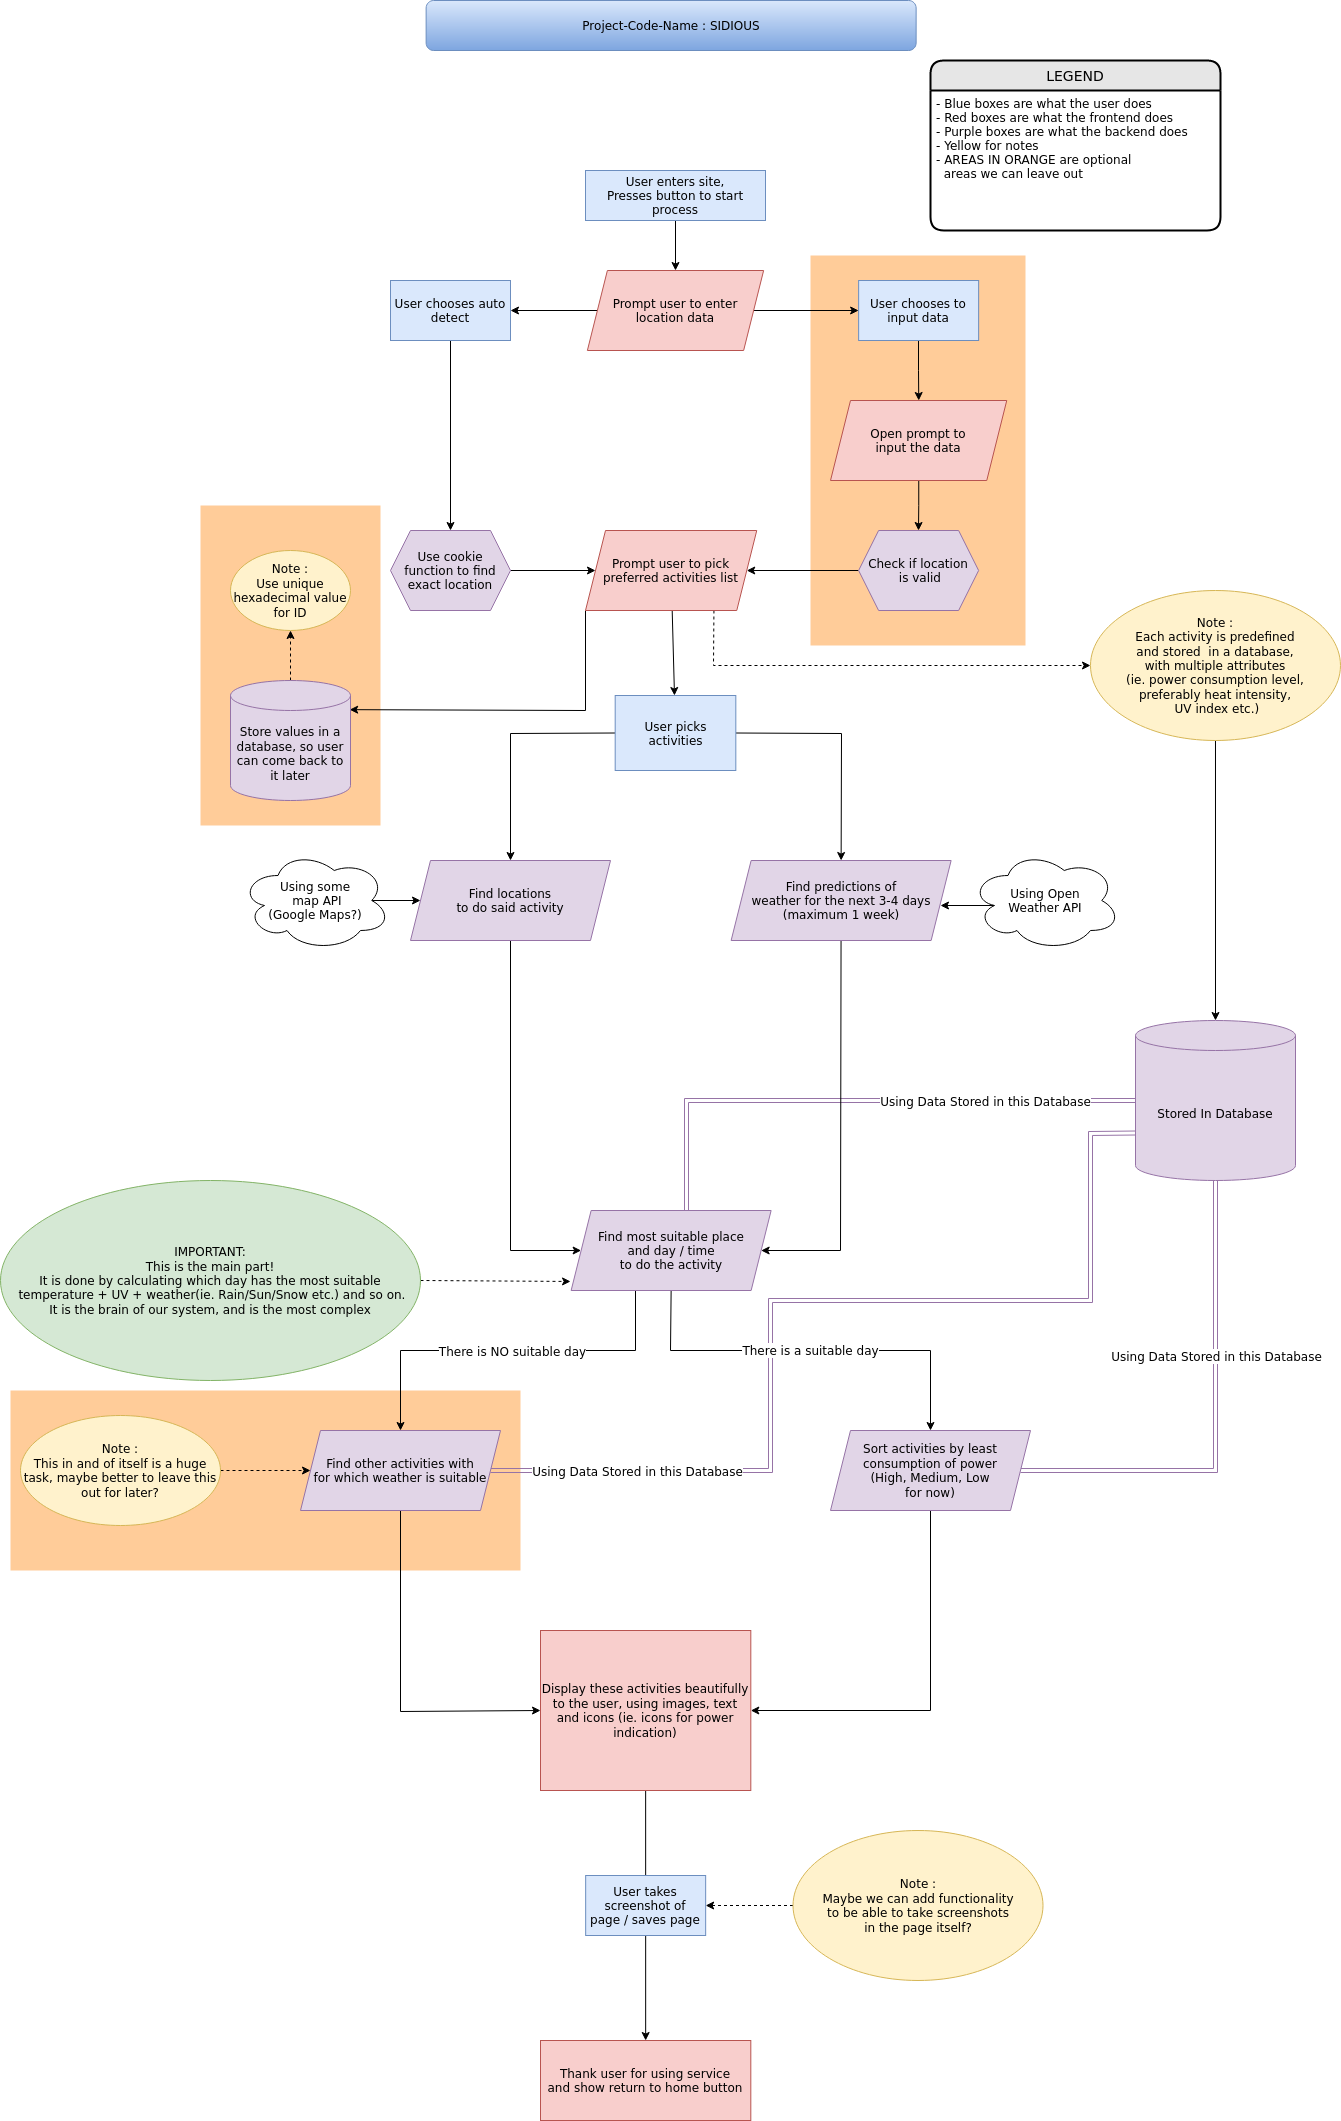 Project-Code-Name : SIDIOUS
LEGEND
- Blue boxes are what the user does
- Red boxes are what the frontend does
- Purple boxes are what the backend does
- Yellow for notes
- AREAS IN ORANGE are optional
areas we can leave out
User enters site,
Presses button to start
process
User chooses auto
detect
Prompt user to enter
location data
User chooses to
input data
Open prompt to
input the data
Use cookie
function to find
exact location
Prompt user to pick
preferred activities list
Check if location
is valid
Note :
Use unique
hexadecimal value
for ID
Store values in a
database, so user
can come back to
it later
Note :
Each activity is predefined
and stored  in a database,
with multiple attributes
(ie. power consumption level,
preferably heat intensity,
UV index etc.)
User picks
activities
Using some
map API
(Google Maps?)
Find locations
to do said activity
Find predictions of
weather for the next 3-4 days
(maximum 1 week)
Using Open
Weather API
Using Data Stored in this Database
Stored In Database
IMPORTANT:
This is the main part!
It is done by calculating which day has the most suitable
temperature + UV + weather(ie. Rain/Sun/Snow etc.) and so on.
It is the brain of our system, and is the most complex
Find most suitable place
and day / time
to do the activity
There is NO suitable day
There is a suitable day
Using Data Stored in this Database
Note :
This in and of itself is a huge
task, maybe better to leave this
out for later?
Find other activities with
for which weather is suitable
Using Data Stored in this Database
Sort activities by least
consumption of power
(High, Medium, Low
for now)
Display these activities beautifully
to the user, using images, text
and icons (ie. icons for power
indication)
User takes
screenshot of
page / saves page
Note :
Maybe we can add functionality
to be able to take screenshots
in the page itself?
Thank user for using service
and show return to home button